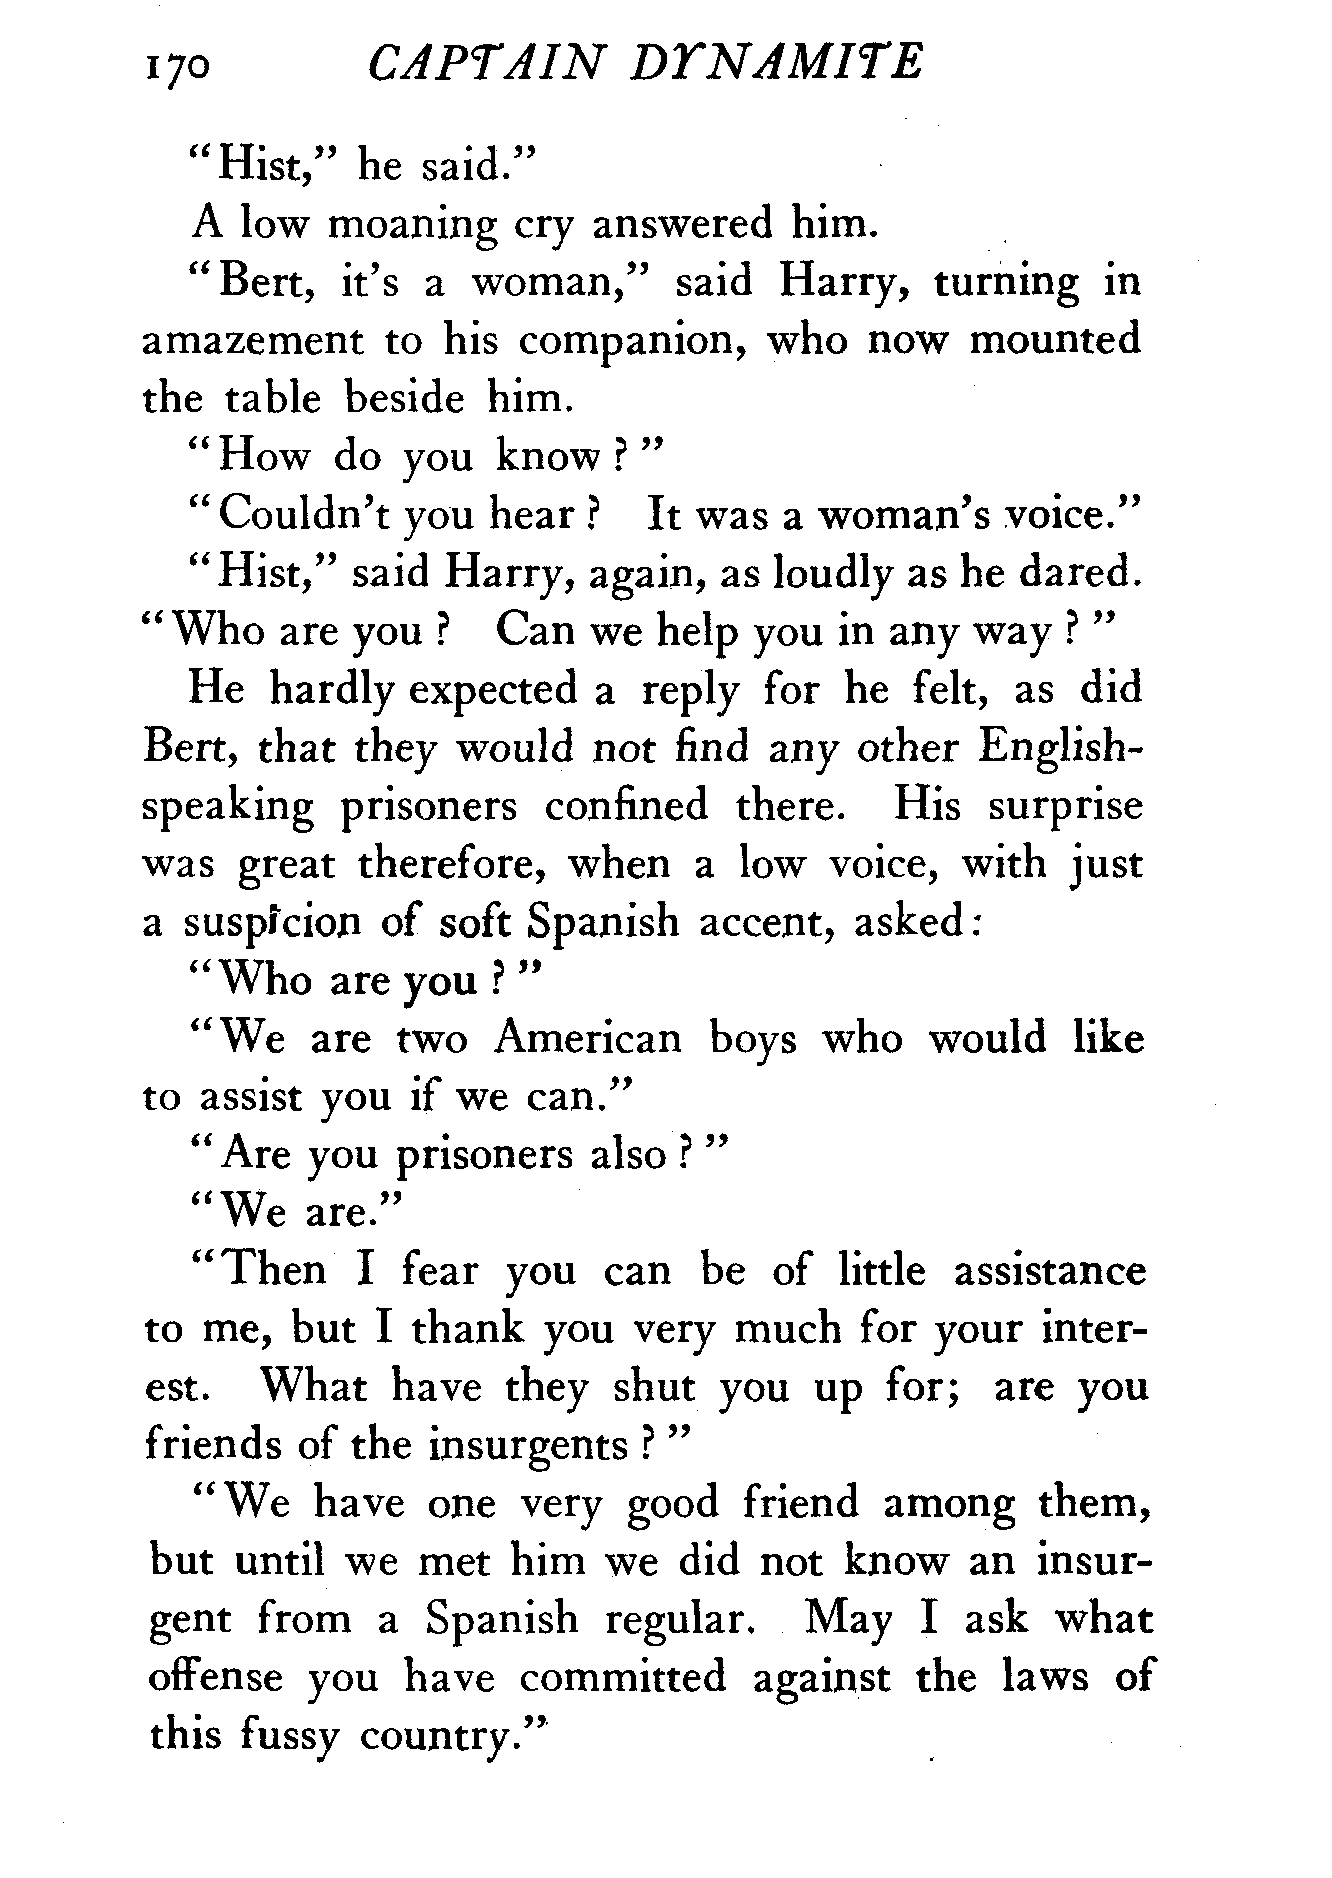 170 CAPTAIN DYNAMITE
"Hist," he said."
A low moaning cry answered him.
"Bert, it's a woman," said Harry, turning in
amazement to his companion, who now mounted
the table beside him.
"How do you know ? "
"Couldn't you hear ? It was a woman's voice."
"Hist," said Harry, again, as loudly as he dared.
"Who are you ? Can we help you in any way ? "
He hardly expected a reply for he felt, as did
Bert, that they would not find any other English-
speaking prisoners confined there. His surprise
was great therefore, when a low voice, with just
a suspicion of soft Spanish accent, asked:
"Who are you ? "
"We are two American boys who would like
to assist you if we can."
"Are you prisoners also ? "
"We are."
"Then I fear you can be of little assistance
to me, but I thank you very much for your inter-
est. What have they shut you up for; are you
friends of the insurgents ? "
"We have one very good friend among them,
but until we met him we did not know an insur-
gent from a Spanish regular. May I ask what
offense you have committed against the laws of
this fussy country."